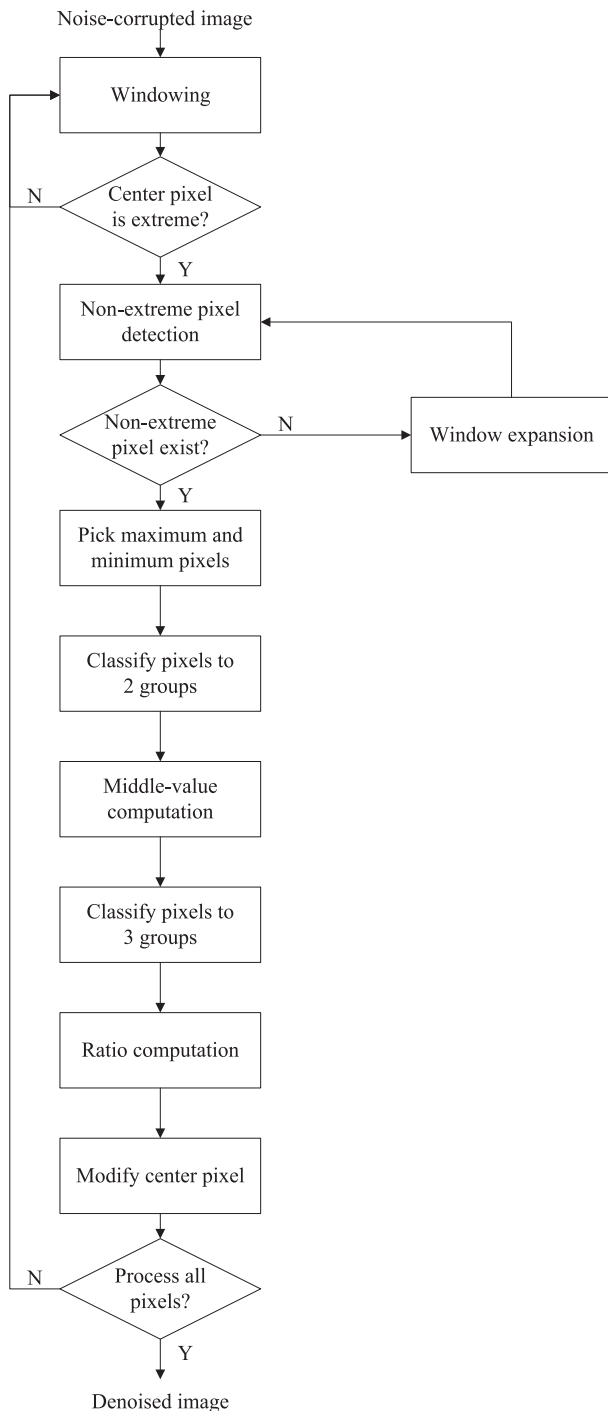 Noise-corrupted image
Windowing
N
Center pixel
is extreme?
Y
Non-extreme pixel
detection
Non-extreme
pixel exist?
N
Window expansion
Y
Pick maximum and
minimum pixels
Classify pixels to
2 groups
Middle-value
computation
Classify pixels to
3 groups
Ratio computation
Modify center pixel
N
Process all
pixels?
Y
Denoised image